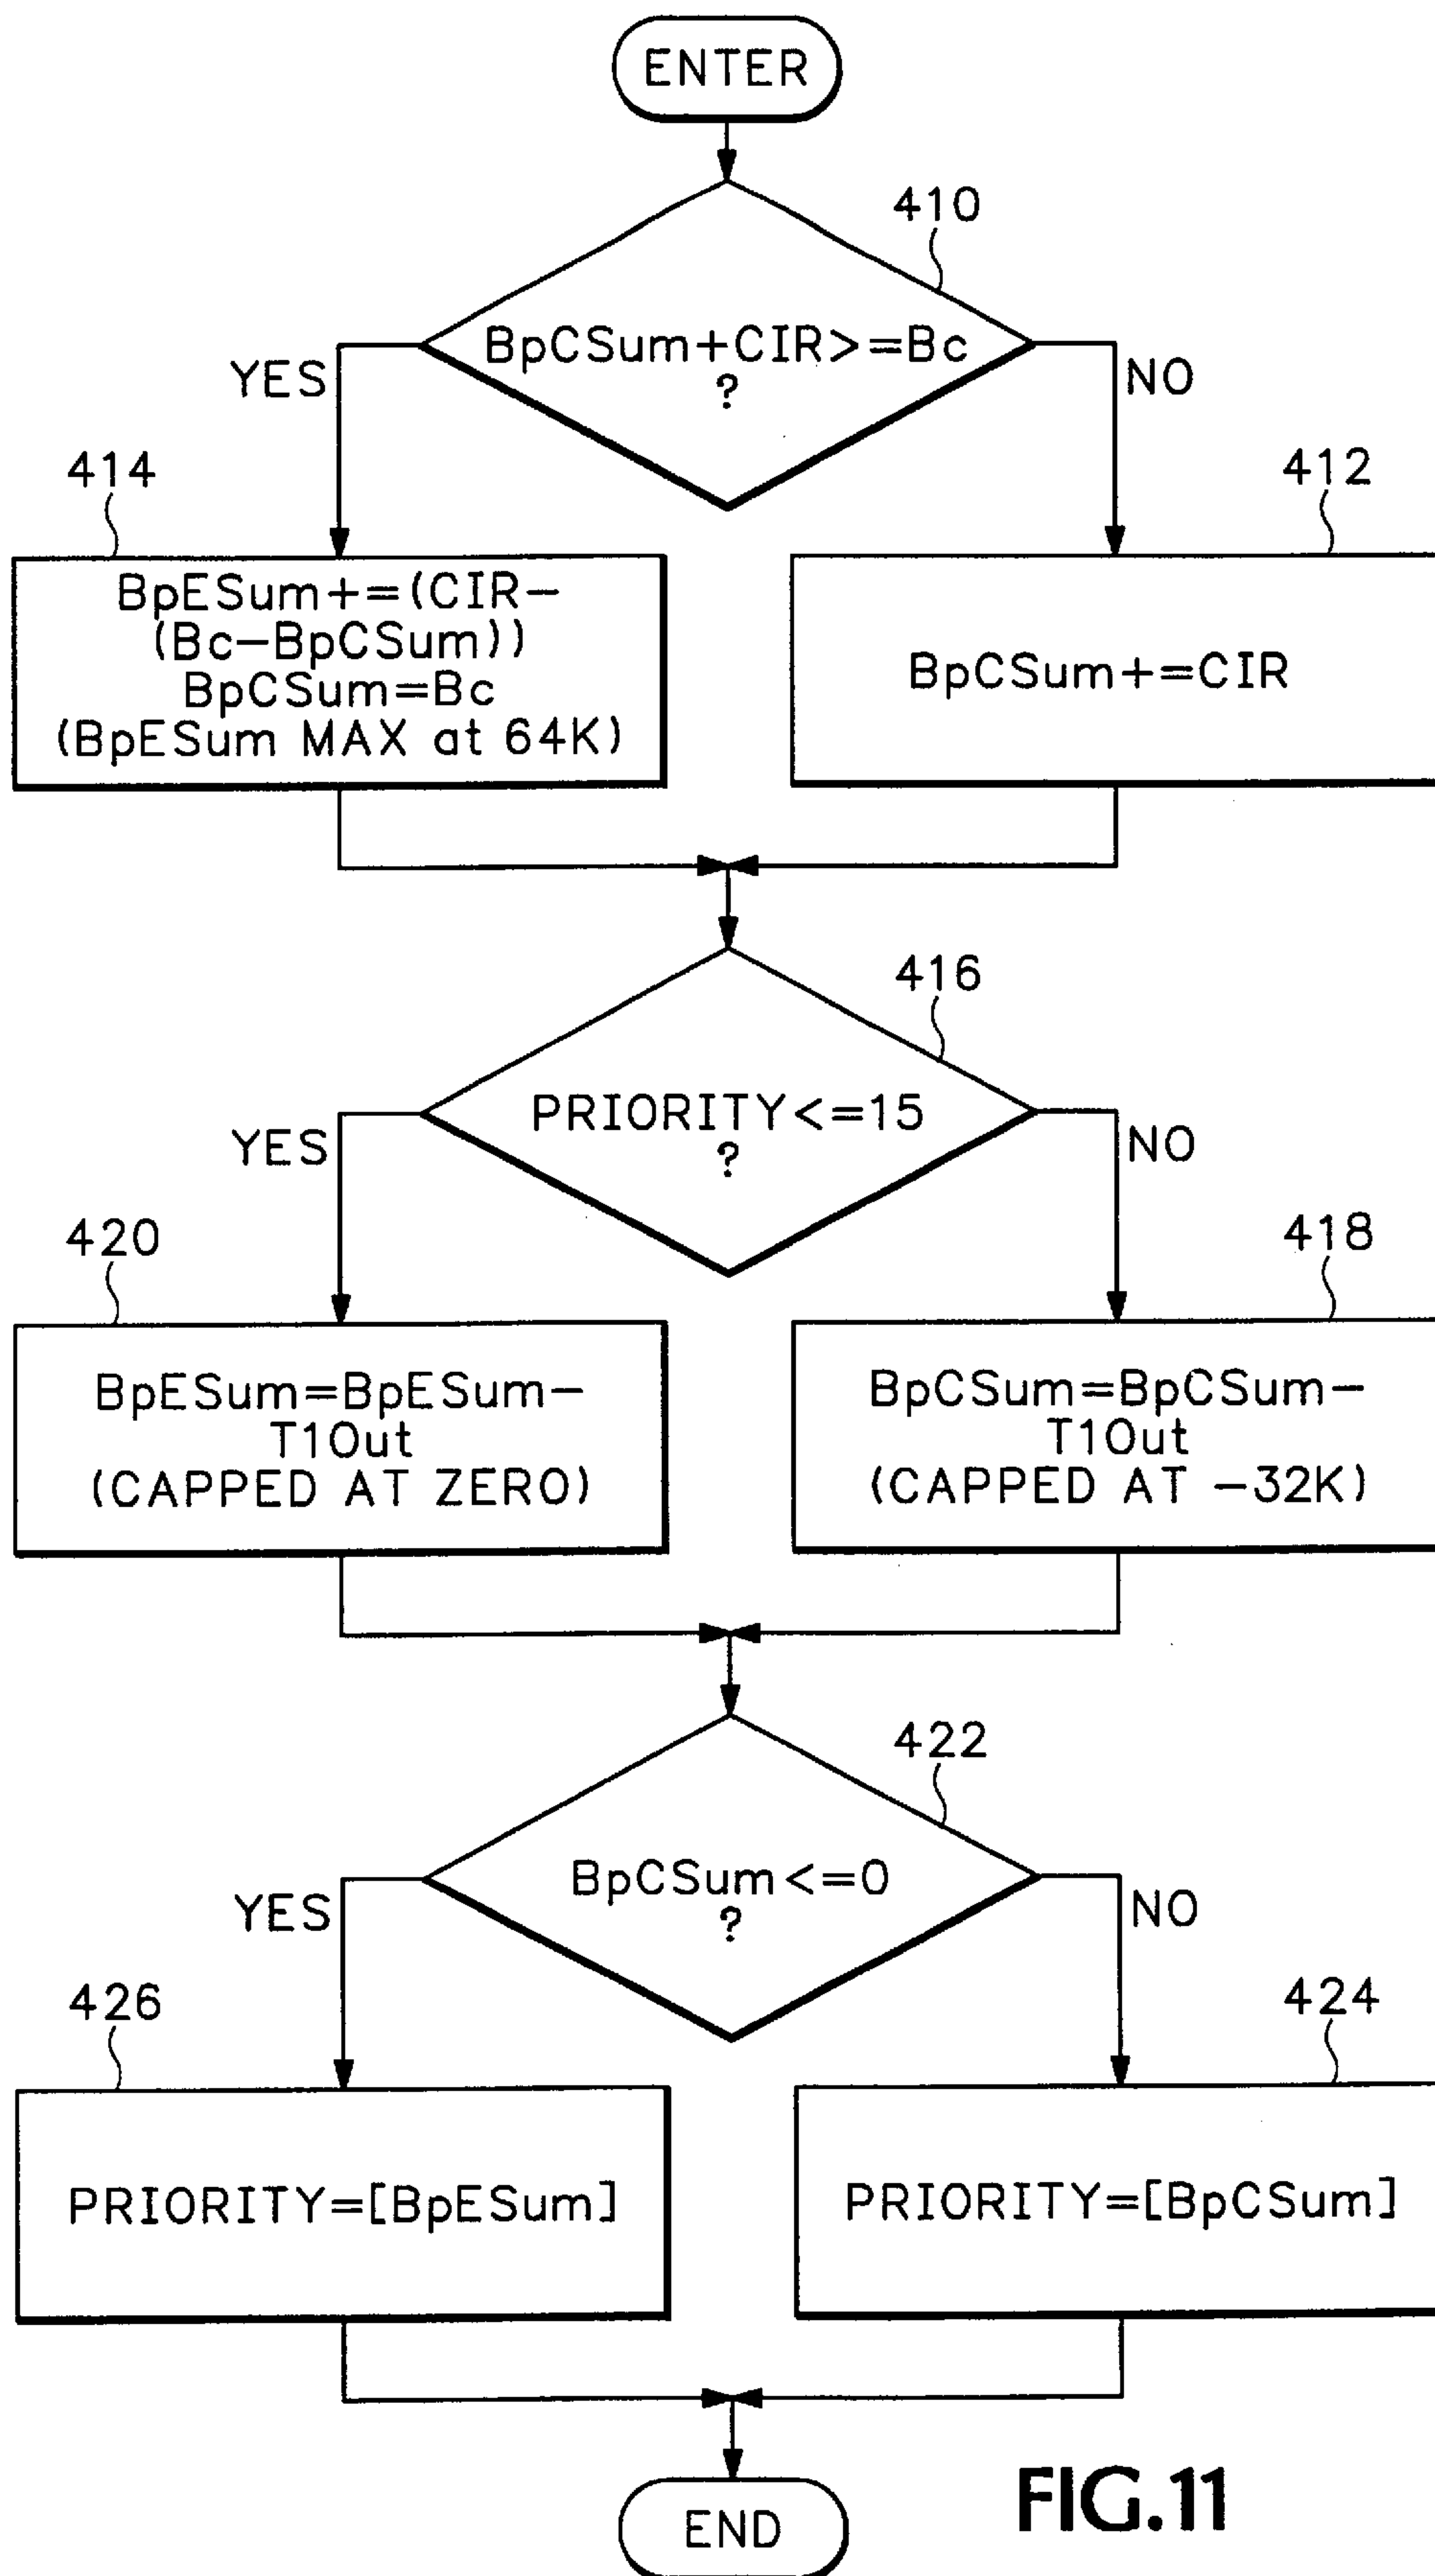 ENTER
410
BpCSum+CIR>=Bc
?
YES
NO
414
412
BpESum+=(CIR-
(Bc-BpCSum))
BpCSum=Bc
(BpESum MAX at 64K)
BpCSum+=CIR
416
PRIORITY<=15
?
YES
NO
420
418
BpESum=BpESum-
T1Out
(CAPPED AT ZERO)
BpCSum=BpCSum-
T1Out
(CAPPED AT -32K)
422
BpCSum<=0
?
YES
NO
426
424
PRIORITY=[BpESum]
PRIORITY=[BpCSum]
END
FIG.11